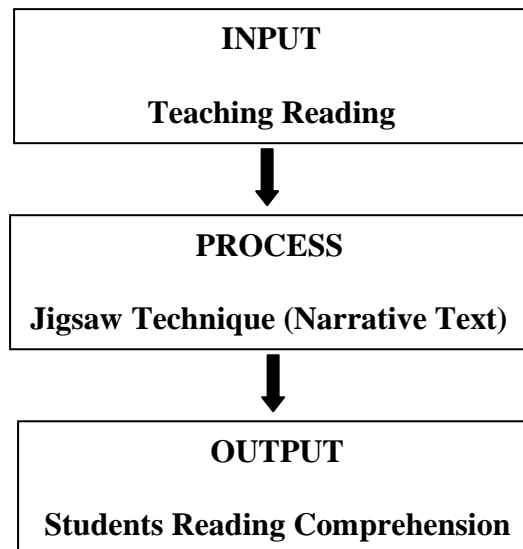 INPUT
Teaching Reading
PROCESS
Jigsaw Technique (Narrative Text)
OUTPUT
Students Reading Comprehension